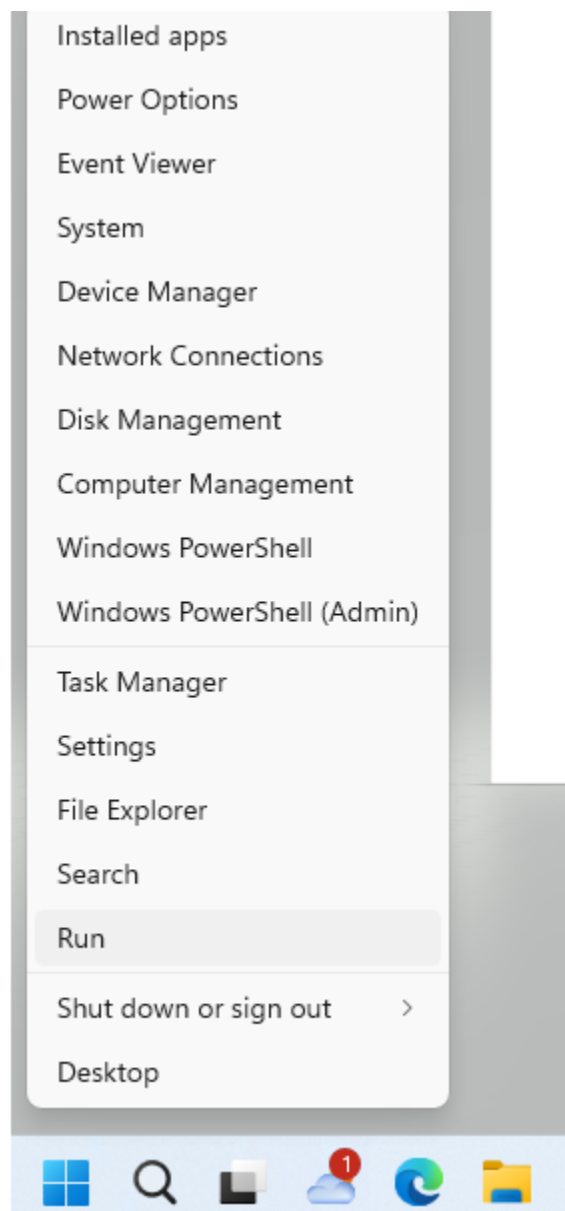 Installed apps
Power Options
Event Viewer
System
Device Manager
Network Connections
Disk Management
Computer Management
Windows PowerShell
Windows PowerShell (Admin)
Task Manager
Settings
File Explorer
Search
Run
Shut down or sign out
Desktop
1